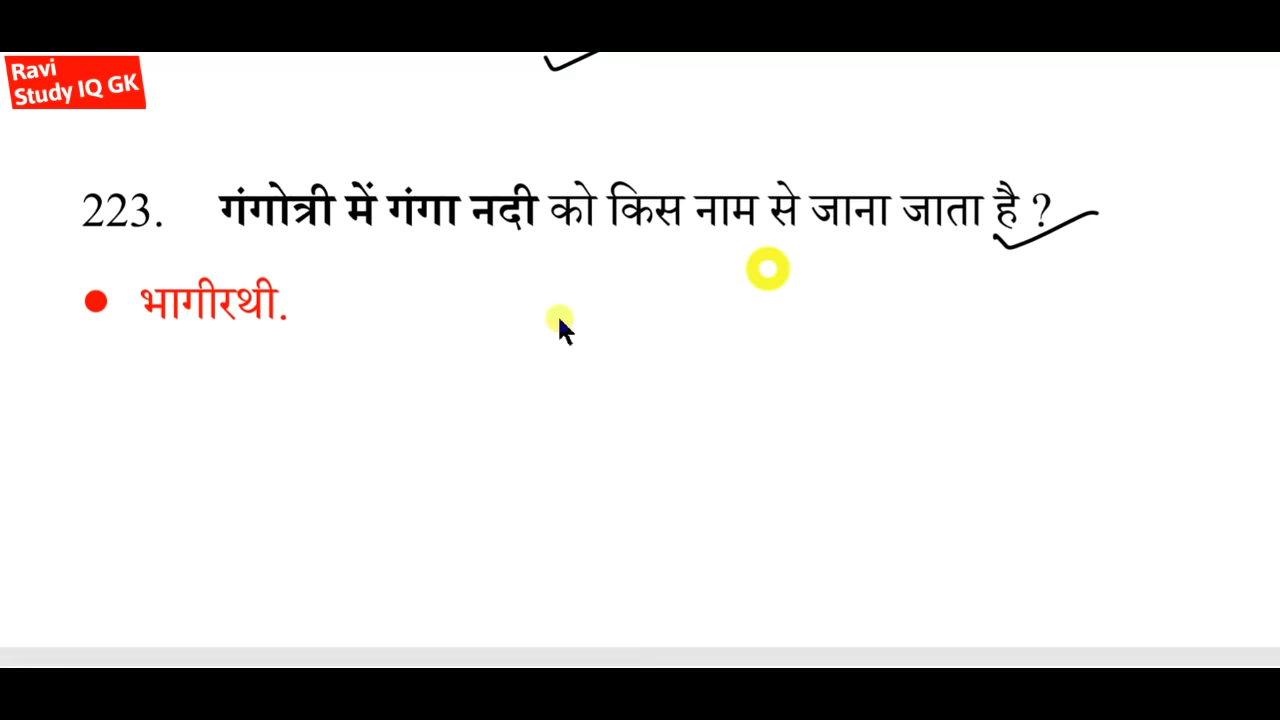 Ravi
Study IQ GK
223. गंगोत्री में गंगा नदी को किस नाम से जाना जाता है ?
● भागीरथी.